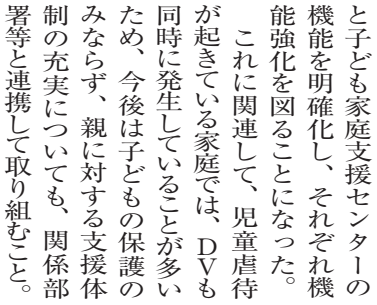 と子ども家庭支援センターの
機能を明確化し、それぞれ機
能強化を図ることになった。
これに関連して、児童虐待
が起きている家庭では、DVも
同時に発生していることが多い
ため、今後は子どもの保護の
みならず、親に対する支援体
制の充実についても、関係部
署等と連携して取り組むこと。